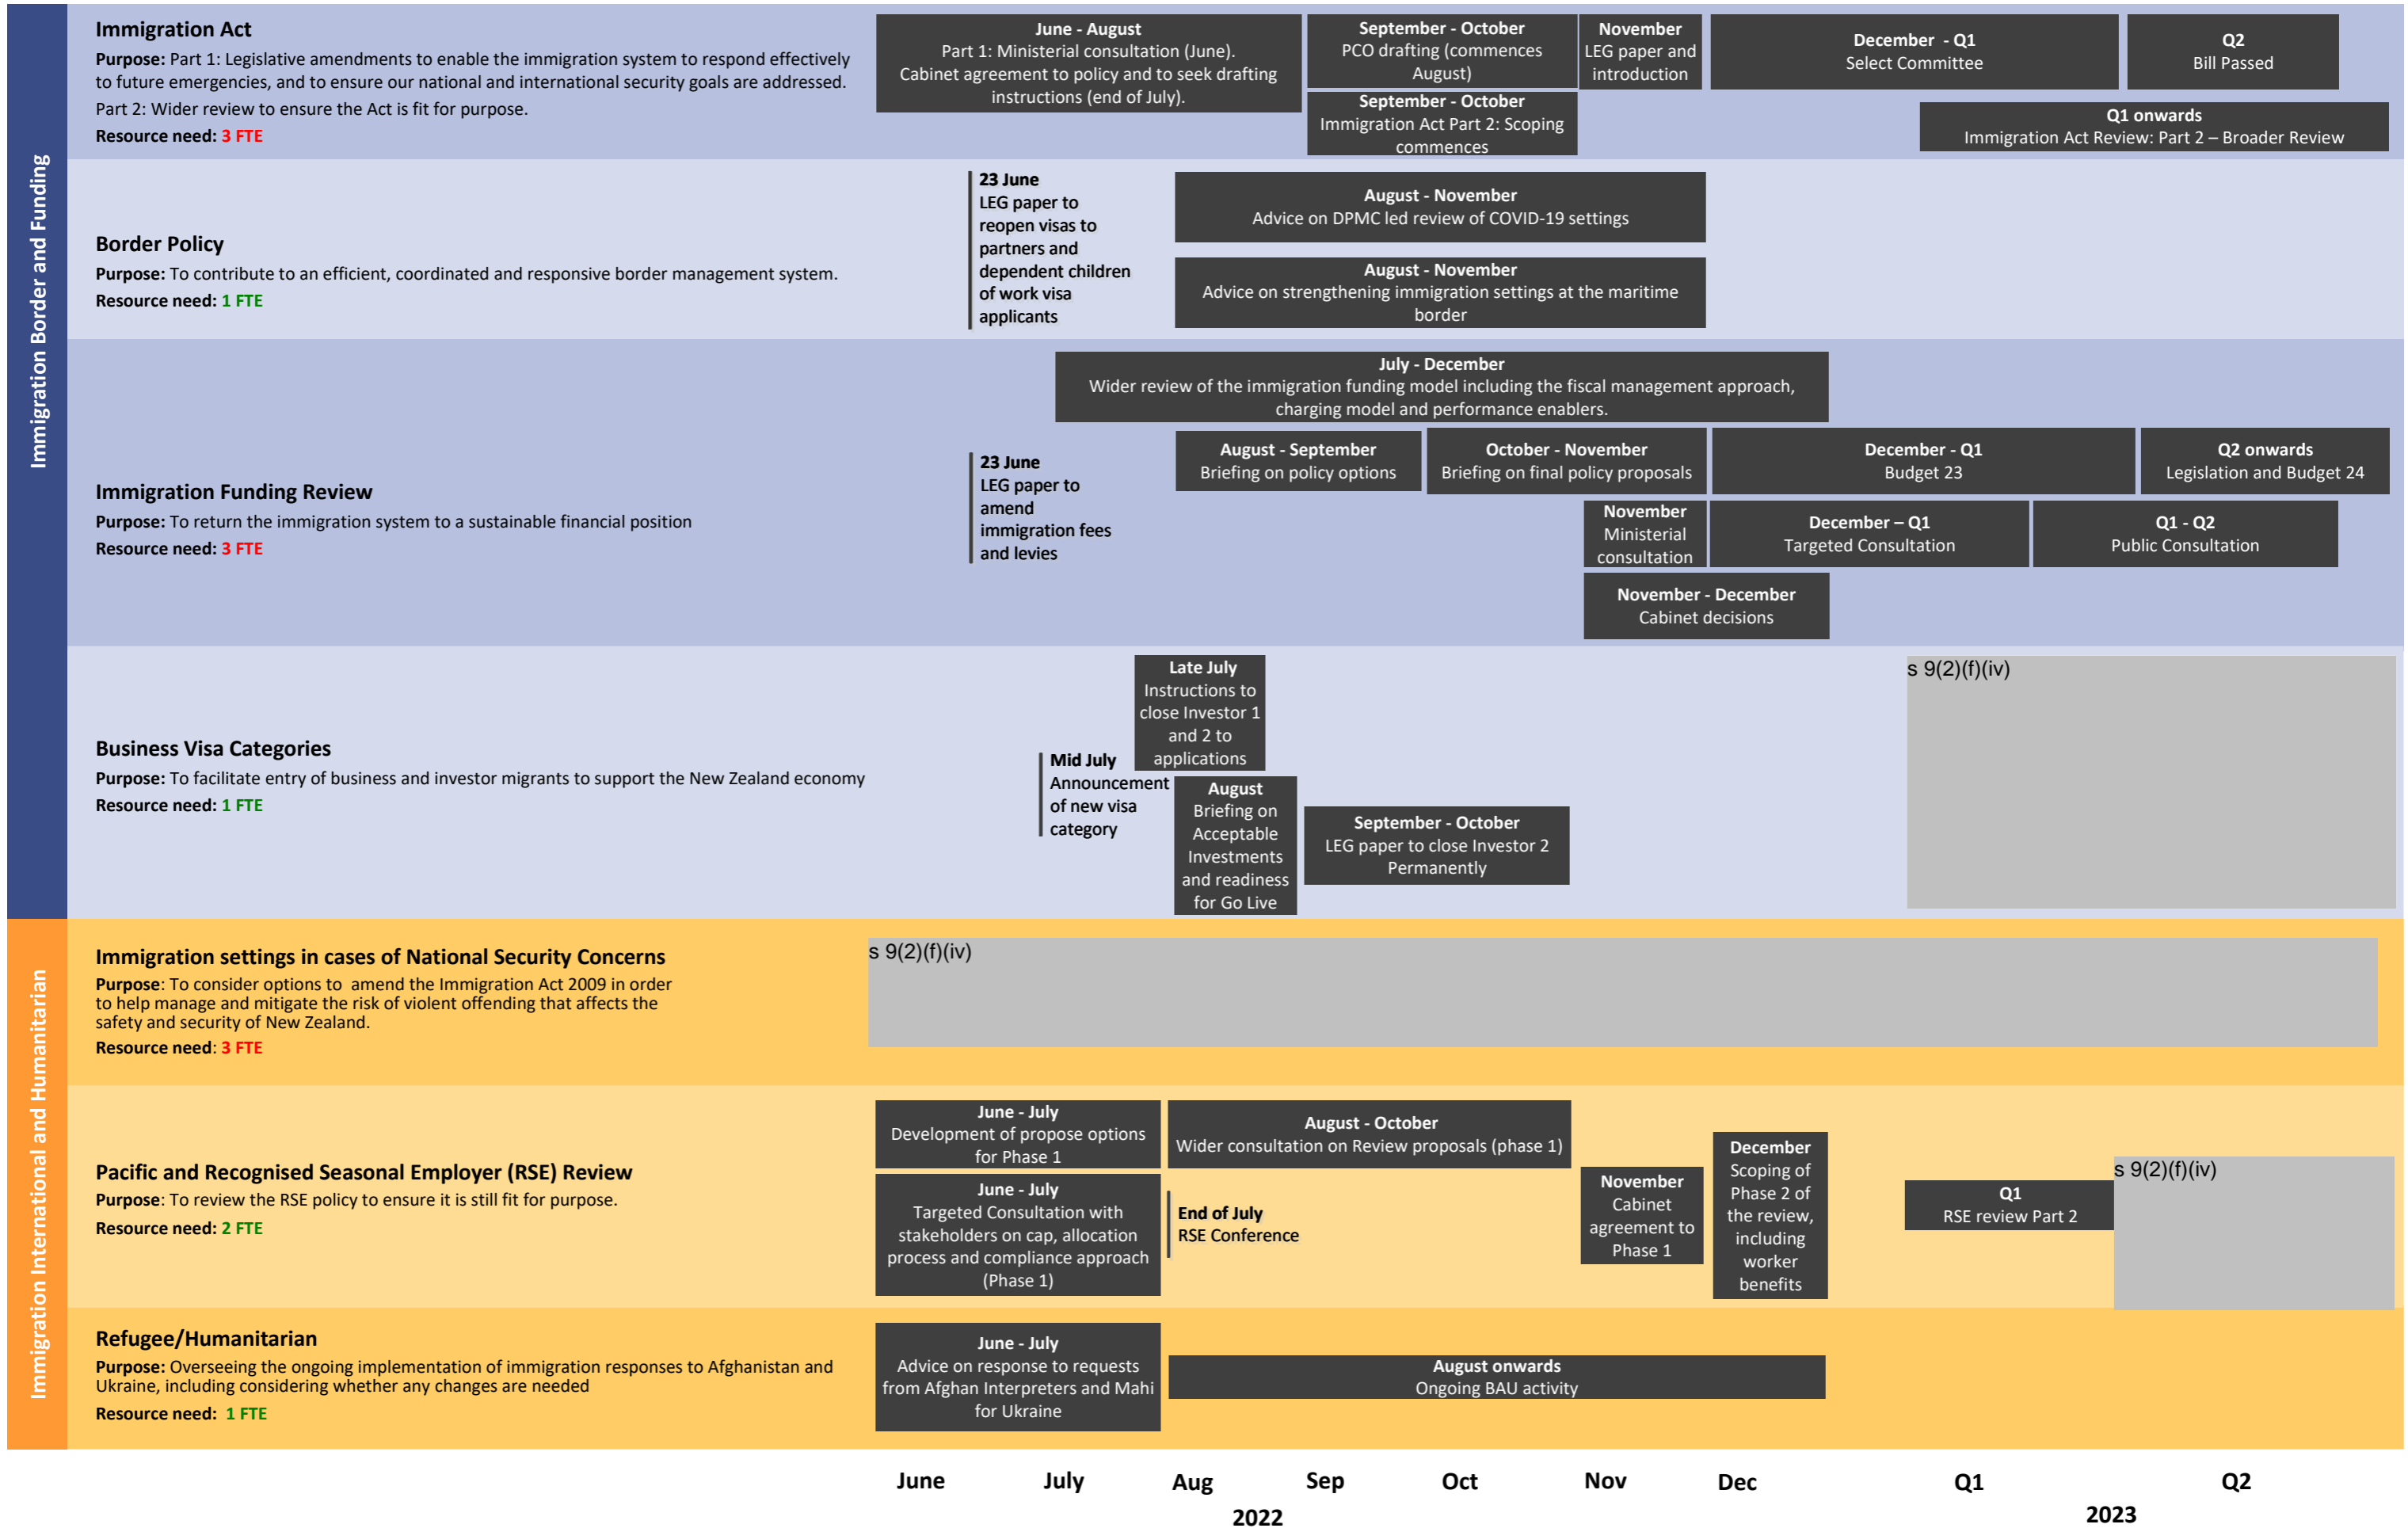 Immigration Border and Funding
Immigration Act
Purpose: Part 1: Legislative amendments to enable the immigration system to respond effectively
to future emergencies, and to ensure our national and international security goals are addressed.
Part 2: Wider review to ensure the Act is fit for purpose.
Resource need: 3 FTE
June - August
Part 1: Ministerial consultation (June).
Cabinet agreement to policy and to seek drafting
instructions (end of July).
September - October
PCO drafting (commences
August)
November
LEG paper and
introduction
December - Q1
Select Committee
Q2
Bill Passed
September - October
Immigration Act Part 2: Scoping
commences
Q1 onwards
Immigration Act Review: Part 2 – Broader Review
Border Policy
Purpose: To contribute to an efficient, coordinated and responsive border management system.
Resource need: 1 FTE
23 June
LEG paper to
reopen visas to
partners and
dependent children
of work visa
applicants
August - November
Advice on DPMC led review of COVID-19 settings
August - November
Advice on strengthening immigration settings at the maritime
border
Immigration Funding Review
Purpose: To return the immigration system to a sustainable financial position
Resource need: 3 FTE
July - December
Wider review of the immigration funding model including the fiscal management approach,
charging model and performance enablers.
23 June
LEG paper to
amend
immigration fees
and levies
August - September
Briefing on policy options
October - November
Briefing on final policy proposals
December - Q1
Budget 23
Q2 onwards
Legislation and Budget 24
November
Ministerial
consultation
December – Q1
Targeted Consultation
Q1 - Q2
Public Consultation
November - December
Cabinet decisions
Business Visa Categories
Purpose: To facilitate entry of business and investor migrants to support the New Zealand economy
Resource need: 1 FTE
Mid July
Announcement
of new visa
category
Late July
Instructions to
close Investor 1
and 2 to
applications
August
Briefing on
Acceptable
Investments
and readiness
for Go Live
September - October
LEG paper to close Investor 2
Permanently
s 9(2)(f)(iv)
Immigration International and Humanitarian
Immigration settings in cases of National Security Concerns
Purpose: To consider options to amend the Immigration Act 2009 in order
to help manage and mitigate the risk of violent offending that affects the
safety and security of New Zealand.
Resource need: 3 FTE
s 9(2)(f)(iv)
Pacific and Recognised Seasonal Employer (RSE) Review
Purpose: To review the RSE policy to ensure it is still fit for purpose.
Resource need: 2 FTE
June - July
Development of propose options
for Phase 1
June - July
Targeted Consultation with
stakeholders on cap, allocation
process and compliance approach
(Phase 1)
August - October
Wider consultation on Review proposals (phase 1)
End of July
RSE Conference
November
Cabinet
agreement to
Phase 1
December
Scoping of
Phase 2 of
the review,
including
worker
benefits
Q1
RSE review Part 2
s 9(2)(f)(iv)
Refugee/Humanitarian
Purpose: Overseeing the ongoing implementation of immigration responses to Afghanistan and
Ukraine, including considering whether any changes are needed
Resource need: 1 FTE
June - July
Advice on response to requests
from Afghan Interpreters and Mahi
for Ukraine
August onwards
Ongoing BAU activity
June July Aug Sep Oct Nov Dec Q1 Q2
2022 2023